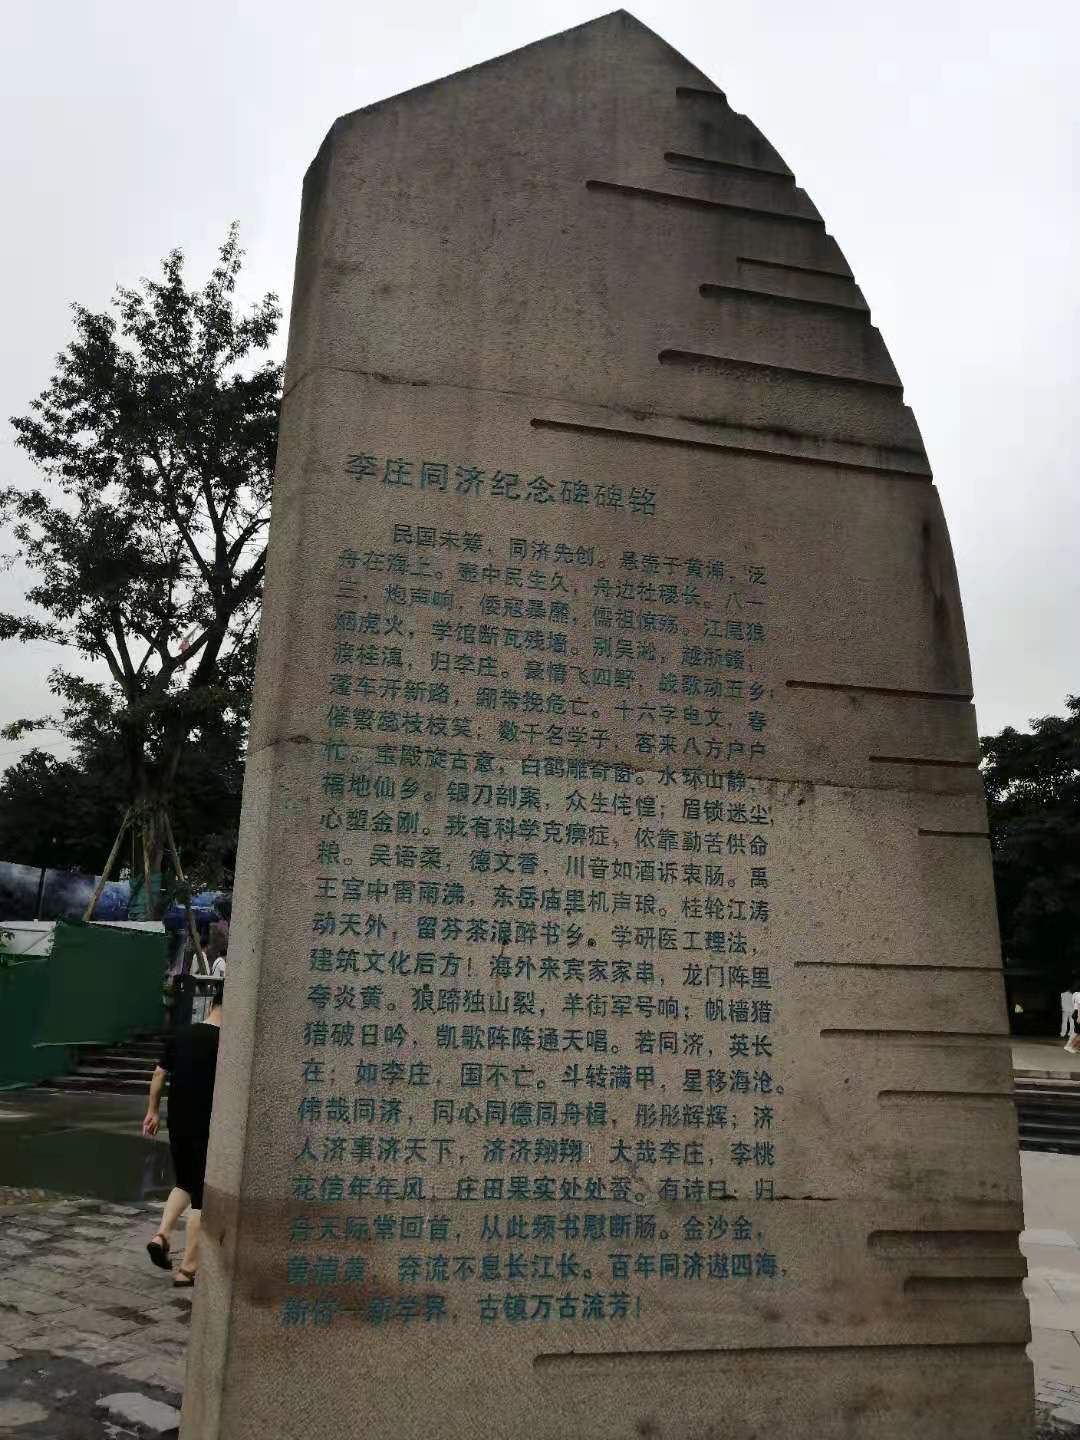 李庄同济纪念碑碑铭
民国未筹，同济先创。悬壶于黄浦，泛
舟在海上。壶中民生久，舟边社稷长。八一
三，炮声响，倭寇暴靡，儒祖惊殇。江尾狼
烟虎火，学馆断瓦残墙。别吴淞，越浙赣，
渡桂滇，归李庄。豪情飞四野，战歌动五乡；
蓬车开新路，绷带挽危亡。十六字电文，春
催繁蕊枝枝笑；数千名学子，客来八方户户
忙。宝殿旋古意，白鹤雕奇窗。水环山静，
福地仙乡。银刀剖案，众生侘惶；眉锁迷尘，
心塑金刚。我有科学克痹症，侬靠勤苦供命
粮。吴语柔，德文香，川音如酒诉衷肠。禹
王宫中雷雨沸，东岳庙里机声琅。桂轮江涛
动天外，留芬茶浪醉书乡。学研医工理法，
建筑文化后方！海外来宾家家串，龙门阵里
夸炎黄。狼蹄独山裂，羊街军号响；帆樯猎
猎破日吟，凯歌阵阵通天唱。若同济，英长
在；如李庄，国不亡。斗转满甲，星移海沧。
伟哉同济，同心同德同舟楫，彤彤辉辉；济
人济事济天下，济济翔翔！大哉李庄，李桃
花信年年风，庄田果实处处香。有诗曰：归
舟天际常回首，从此频书慰断肠。金沙金，
黄浦黄，奔流不息长江长。百年同济遨四海，
新份一新学界，古镇万古流芳！